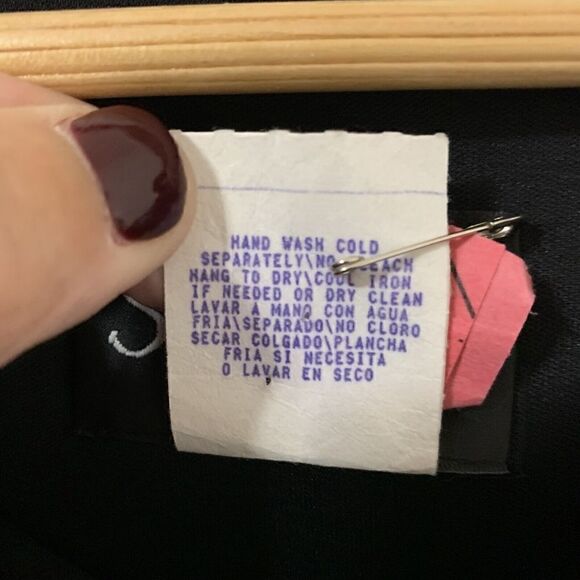 HAND WASH COLD
SEPARATELY\NO BLEACH
HANG TO DRY\COOL IRON
IF NEEDED OR DRY CLEAN
LAVAR A MANO CON AGUA
FRIA\SEPARADO\NO CLORO
SECAR COLGADO\PLANCHA
FRIA SI NECESITA
O LAVAR EN SECO